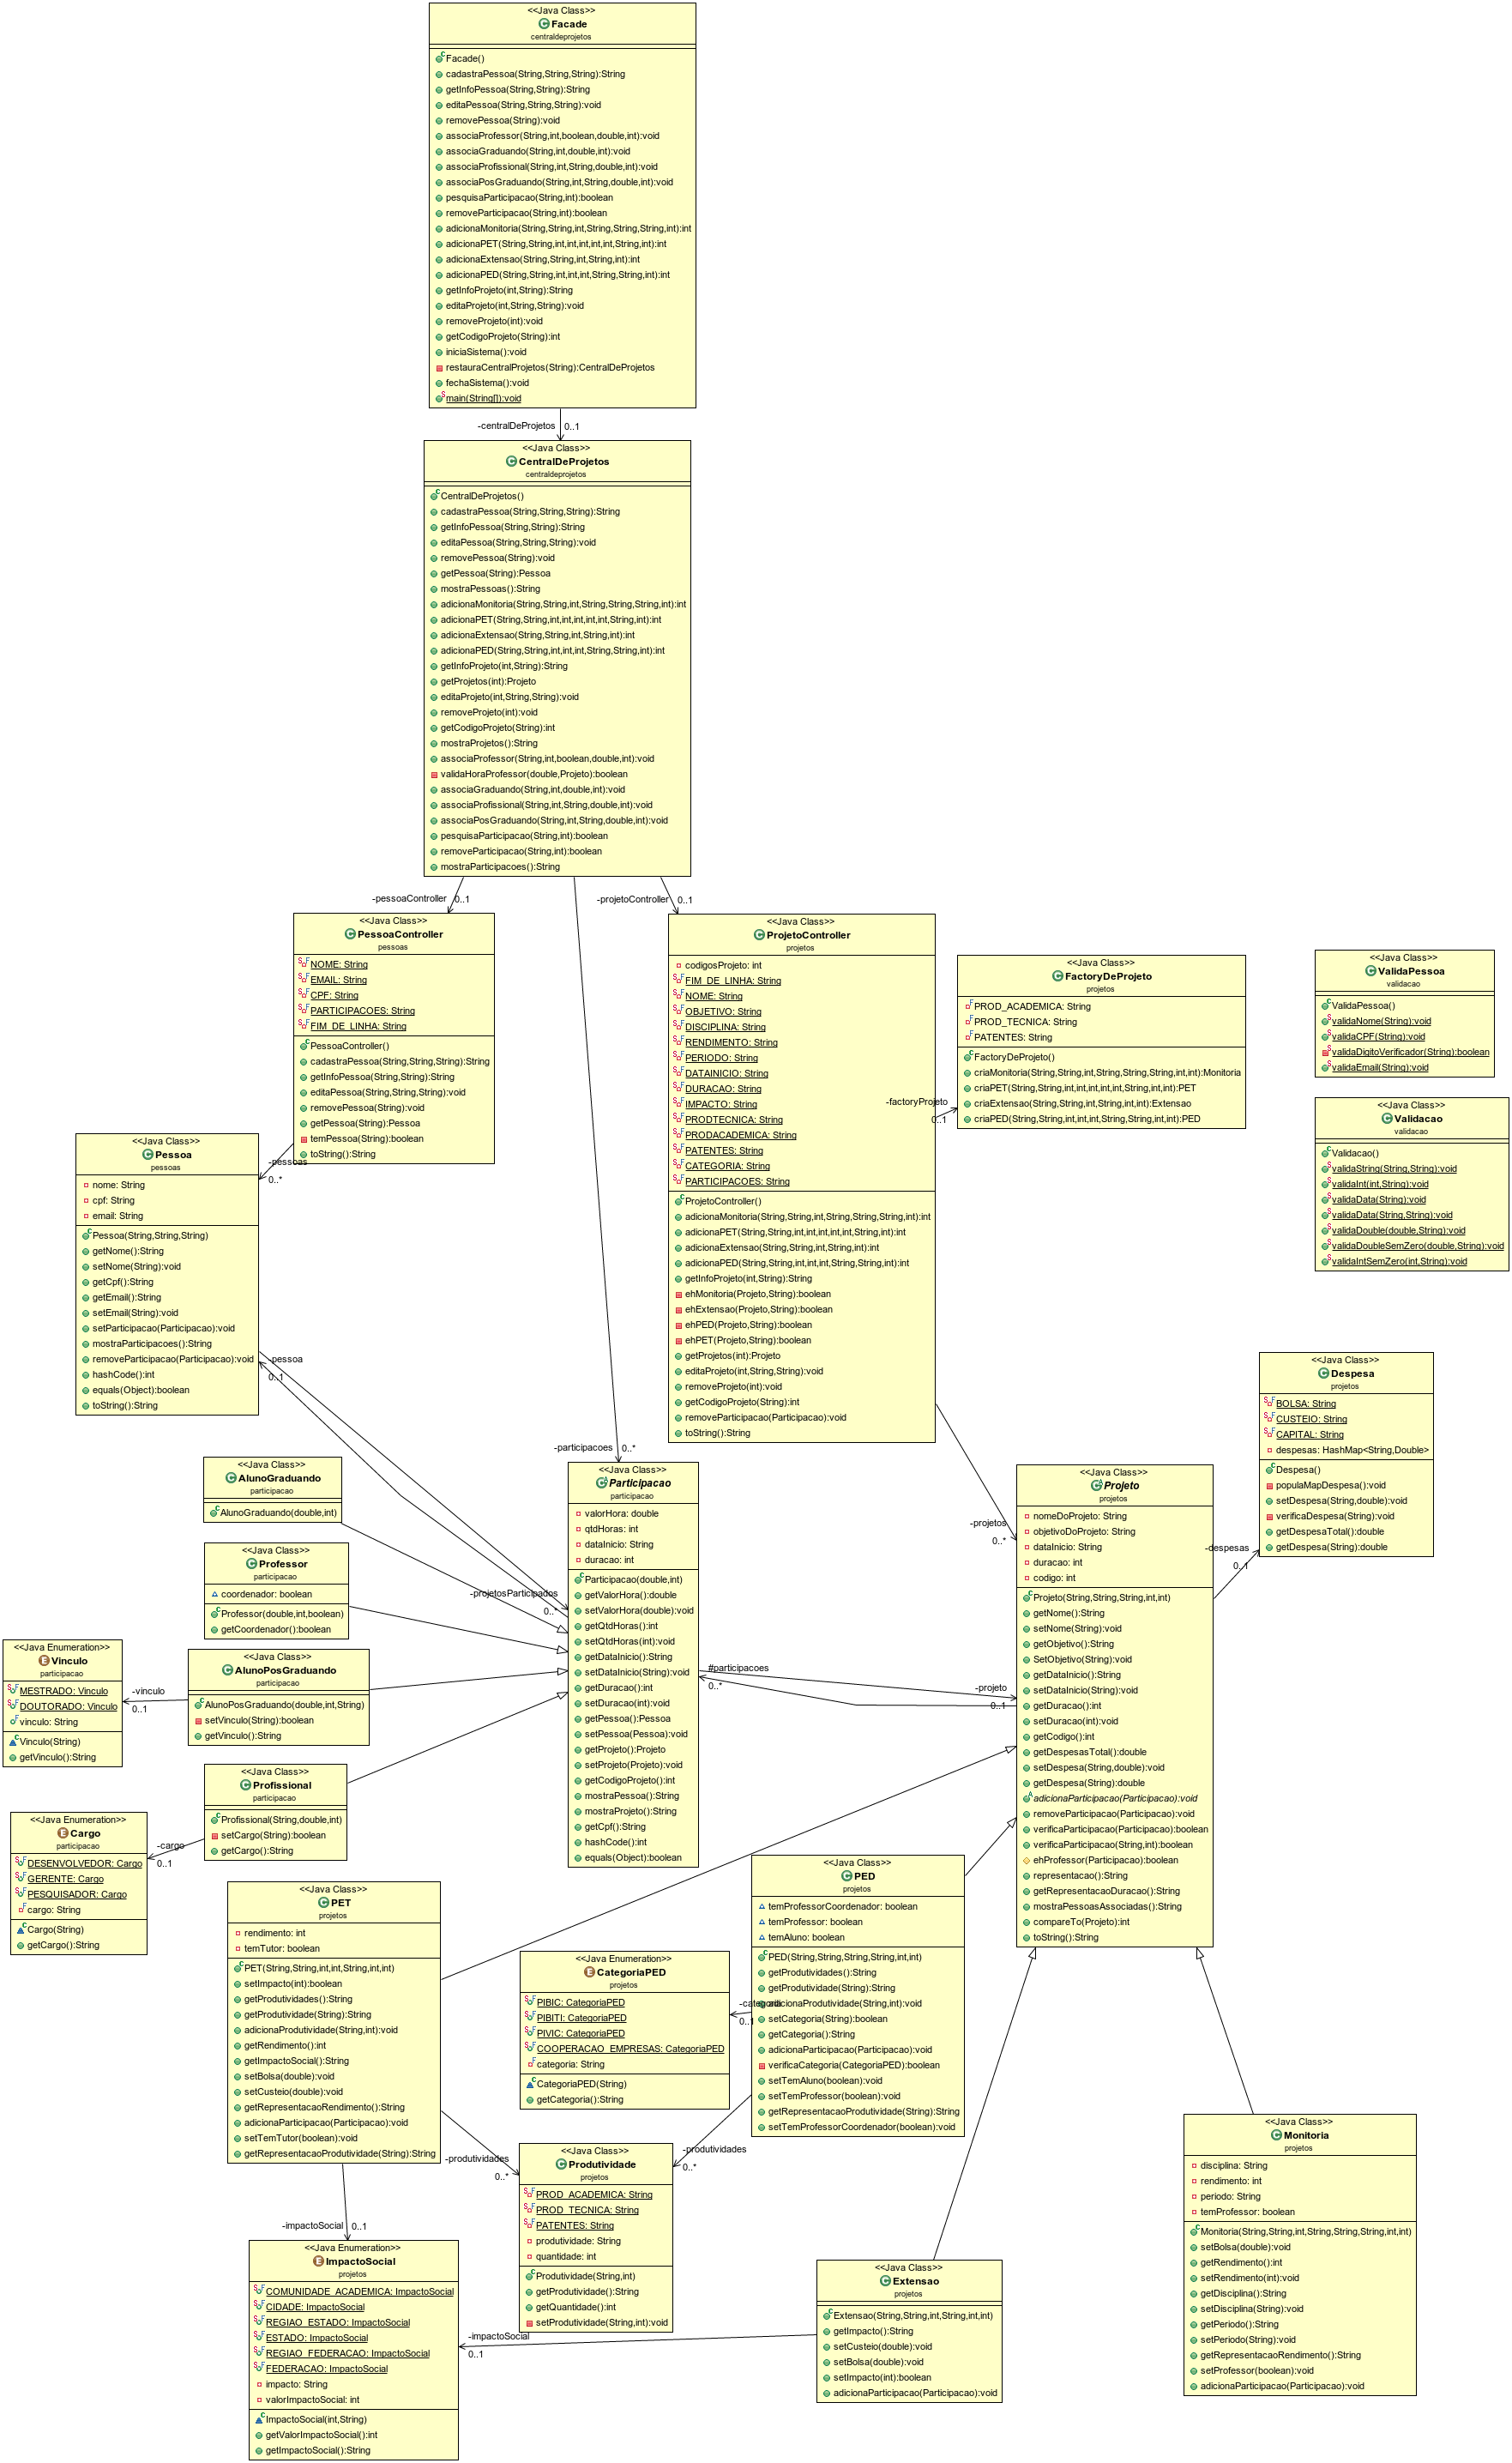 <<Java Class>>
Facade
centraldeprojetos
Facade()
cadastraPessoa(String,String,String):String
getInfoPessoa(String,String):String
editaPessoa(String,String,String):void
removePessoa(String):void
associaProfessor(String,int,boolean,double,int):void
associaGraduando(String,int,double,int):void
associaProfissional(String,int,String,double,int):void
associaPosGraduando(String,int,String,double,int):void
pesquisaParticipacao(String,int):boolean
removeParticipacao(String,int):boolean
adicionaMonitoria(String,String,int,String,String,String,int):int
adicionaPET(String,String,int,int,int,int,int,String,int):int
adicionaExtensao(String,String,int,String,int):int
adicionaPED(String,String,int,int,int,String,String,int):int
getInfoProjeto(int,String):String
editaProjeto(int,String,String):void
removeProjeto(int):void
getCodigoProjeto(String):int
iniciaSistema():void
restauraCentralProjetos(String):CentralDeProjetos
fechaSistema():void
main(String[]):void
-centralDeProjetos
0..1
<<Java Class>>
CentralDeProjetos
centraldeprojetos
CentralDeProjetos()
cadastraPessoa(String,String,String):String
getInfoPessoa(String,String):String
editaPessoa(String,String,String):void
removePessoa(String):void
getPessoa(String):Pessoa
mostraPessoas():String
adicionaMonitoria(String,String,int,String,String,String,int):int
adicionaPET(String,String,int,int,int,int,int,String,int):int
adicionaExtensao(String,String,int,String,int):int
adicionaPED(String,String,int,int,int,String,String,int):int
getInfoProjeto(int,String):String
getProjetos(int):Projeto
editaProjeto(int,String,String):void
removeProjeto(int):void
getCodigoProjeto(String):int
mostraProjetos():String
associaProfessor(String,int,boolean,double,int):void
validaHoraProfessor(double,Projeto):boolean
associaGraduando(String,int,double,int):void
associaProfissional(String,int,String,double,int):void
associaPosGraduando(String,int,String,double,int):void
pesquisaParticipacao(String,int):boolean
removeParticipacao(String,int):boolean
mostraParticipacoes():String
-pessoaController
0..1
-projetoController
0..1
<<Java Class>>
PessoaController
pessoas
NOME: String
EMAIL: String
CPF: String
PARTICIPACOES: String
FIM_DE_LINHA: String
PessoaController()
cadastraPessoa(String,String,String):String
getInfoPessoa(String,String):String
editaPessoa(String,String,String):void
removePessoa(String):void
getPessoa(String):Pessoa
temPessoa(String):boolean
toString():String
<<Java Class>>
ProjetoController
projetos
codigosProjeto: int
FIM_DE_LINHA: String
NOME: String
OBJETIVO: String
DISCIPLINA: String
RENDIMENTO: String
PERIODO: String
DATAINICIO: String
DURACAO: String
IMPACTO: String
PRODTECNICA: String
PRODACADEMICA: String
PATENTES: String
CATEGORIA: String
PARTICIPACOES: String
ProjetoController()
adicionaMonitoria(String,String,int,String,String,String,int):int
adicionaPET(String,String,int,int,int,int,int,String,int):int
adicionaExtensao(String,String,int,String,int):int
adicionaPED(String,String,int,int,int,String,String,int):int
getInfoProjeto(int,String):String
ehMonitoria(Projeto,String):boolean
ehExtensao(Projeto,String):boolean
ehPED(Projeto,String):boolean
ehPET(Projeto,String):boolean
getProjetos(int):Projeto
editaProjeto(int,String,String):void
removeProjeto(int):void
getCodigoProjeto(String):int
removeParticipacao(Participacao):void
toString():String
-factoryProjeto
0..1
<<Java Class>>
FactoryDeProjeto
projetos
PROD_ACADEMICA: String
PROD_TECNICA: String
PATENTES: String
FactoryDeProjeto()
criaMonitoria(String,String,int,String,String,String,int,int):Monitoria
criaPET(String,String,int,int,int,int,int,String,int,int):PET
criaExtensao(String,String,int,String,int,int):Extensao
criaPED(String,String,int,int,int,String,String,int,int):PED
<<Java Class>>
ValidaPessoa
validacao
ValidaPessoa()
validaNome(String):void
validaCPF(String):void
validaDigitoVerificador(String):boolean
validaEmail(String):void
<<Java Class>>
Validacao
validacao
Validacao()
validaString(String,String):void
validaInt(int,String):void
validaData(String):void
validaData(String,String):void
validaDouble(double,String):void
validaDoubleSemZero(double,String):void
validaIntSemZero(int,String):void
-pessoas
0..*
<<Java Class>>
Pessoa
pessoas
nome: String
cpf: String
email: String
Pessoa(String,String,String)
getNome():String
setNome(String):void
getCpf():String
getEmail():String
setEmail(String):void
setParticipacao(Participacao):void
mostraParticipacoes():String
removeParticipacao(Participacao):void
hashCode():int
equals(Object):boolean
toString():String
-pessoa
0..1
-participacoes
0..*
-projetosParticipados
0..*
<<Java Class>>
AlunoGraduando
participacao
AlunoGraduando(double,int)
<<Java Class>>
Professor
participacao
coordenador: boolean
Professor(double,int,boolean)
getCoordenador():boolean
<<Java Class>>
AlunoPosGraduando
participacao
AlunoPosGraduando(double,int,String)
setVinculo(String):boolean
getVinculo():String
-vinculo
0..1
<<Java Enumeration>>
Vinculo
participacao
MESTRADO: Vinculo
DOUTORADO: Vinculo
vinculo: String
Vinculo(String)
getVinculo():String
<<Java Class>>
Profissional
participacao
Profissional(String,double,int)
setCargo(String):boolean
getCargo():String
-cargo
0..1
<<Java Enumeration>>
Cargo
participacao
DESENVOLVEDOR: Cargo
GERENTE: Cargo
PESQUISADOR: Cargo
cargo: String
Cargo(String)
getCargo():String
<<Java Class>>
Participacao
participacao
valorHora: double
qtdHoras: int
dataInicio: String
duracao: int
Participacao(double,int)
getValorHora():double
setValorHora(double):void
getQtdHoras():int
setQtdHoras(int):void
getDataInicio():String
setDataInicio(String):void
getDuracao():int
setDuracao(int):void
getPessoa():Pessoa
setPessoa(Pessoa):void
getProjeto():Projeto
setProjeto(Projeto):void
getCodigoProjeto():int
mostraPessoa():String
mostraProjeto():String
getCpf():String
hashCode():int
equals(Object):boolean
#participacoes
0..*
-projeto
0..1
-projetos
0..*
<<Java Class>>
Projeto
projetos
nomeDoProjeto: String
objetivoDoProjeto: String
dataInicio: String
duracao: int
codigo: int
Projeto(String,String,String,int,int)
getNome():String
setNome(String):void
getObjetivo():String
SetObjetivo(String):void
getDataInicio():String
setDataInicio(String):void
getDuracao():int
setDuracao(int):void
getCodigo():int
getDespesasTotal():double
setDespesa(String,double):void
getDespesa(String):double
adicionaParticipacao(Participacao):void
removeParticipacao(Participacao):void
verificaParticipacao(Participacao):boolean
verificaParticipacao(String,int):boolean
ehProfessor(Participacao):boolean
representacao():String
getRepresentacaoDuracao():String
mostraPessoasAssociadas():String
compareTo(Projeto):int
toString():String
-despesas
0..1
<<Java Class>>
Despesa
projetos
BOLSA: String
CUSTEIO: String
CAPITAL: String
despesas: HashMap<String,Double>
Despesa()
populaMapDespesa():void
setDespesa(String,double):void
verificaDespesa(String):void
getDespesaTotal():double
getDespesa(String):double
<<Java Class>>
PET
projetos
rendimento: int
temTutor: boolean
PET(String,String,int,int,String,int,int)
setImpacto(int):boolean
getProdutividades():String
getProdutividade(String):String
adicionaProdutividade(String,int):void
getRendimento():int
getImpactoSocial():String
setBolsa(double):void
setCusteio(double):void
getRepresentacaoRendimento():String
adicionaParticipacao(Participacao):void
setTemTutor(boolean):void
getRepresentacaoProdutividade(String):String
<<Java Enumeration>>
CategoriaPED
projetos
PIBIC: CategoriaPED
PIBITI: CategoriaPED
PIVIC: CategoriaPED
COOPERACAO_EMPRESAS: CategoriaPED
categoria: String
CategoriaPED(String)
getCategoria():String
-categoria
0..1
<<Java Class>>
PED
projetos
temProfessorCoordenador: boolean
temProfessor: boolean
temAluno: boolean
PED(String,String,String,String,int,int)
getProdutividades():String
getProdutividade(String):String
adicionaProdutividade(String,int):void
setCategoria(String):boolean
getCategoria():String
adicionaParticipacao(Participacao):void
verificaCategoria(CategoriaPED):boolean
setTemAluno(boolean):void
setTemProfessor(boolean):void
getRepresentacaoProdutividade(String):String
setTemProfessorCoordenador(boolean):void
-produtividades
0..*
-produtividades
0..*
<<Java Class>>
Produtividade
projetos
PROD_ACADEMICA: String
PROD_TECNICA: String
PATENTES: String
produtividade: String
quantidade: int
Produtividade(String,int)
getProdutividade():String
getQuantidade():int
setProdutividade(String,int):void
-impactoSocial
0..1
<<Java Enumeration>>
ImpactoSocial
projetos
COMUNIDADE_ACADEMICA: ImpactoSocial
CIDADE: ImpactoSocial
REGIAO_ESTADO: ImpactoSocial
ESTADO: ImpactoSocial
REGIAO_FEDERACAO: ImpactoSocial
FEDERACAO: ImpactoSocial
impacto: String
valorImpactoSocial: int
ImpactoSocial(int,String)
getValorImpactoSocial():int
getImpactoSocial():String
-impactoSocial
0..1
<<Java Class>>
Extensao
projetos
Extensao(String,String,int,String,int,int)
getImpacto():String
setCusteio(double):void
setBolsa(double):void
setImpacto(int):boolean
adicionaParticipacao(Participacao):void
<<Java Class>>
Monitoria
projetos
disciplina: String
rendimento: int
periodo: String
temProfessor: boolean
Monitoria(String,String,int,String,String,String,int,int)
setBolsa(double):void
getRendimento():int
setRendimento(int):void
getDisciplina():String
setDisciplina(String):void
getPeriodo():String
setPeriodo(String):void
getRepresentacaoRendimento():String
setProfessor(boolean):void
adicionaParticipacao(Participacao):void